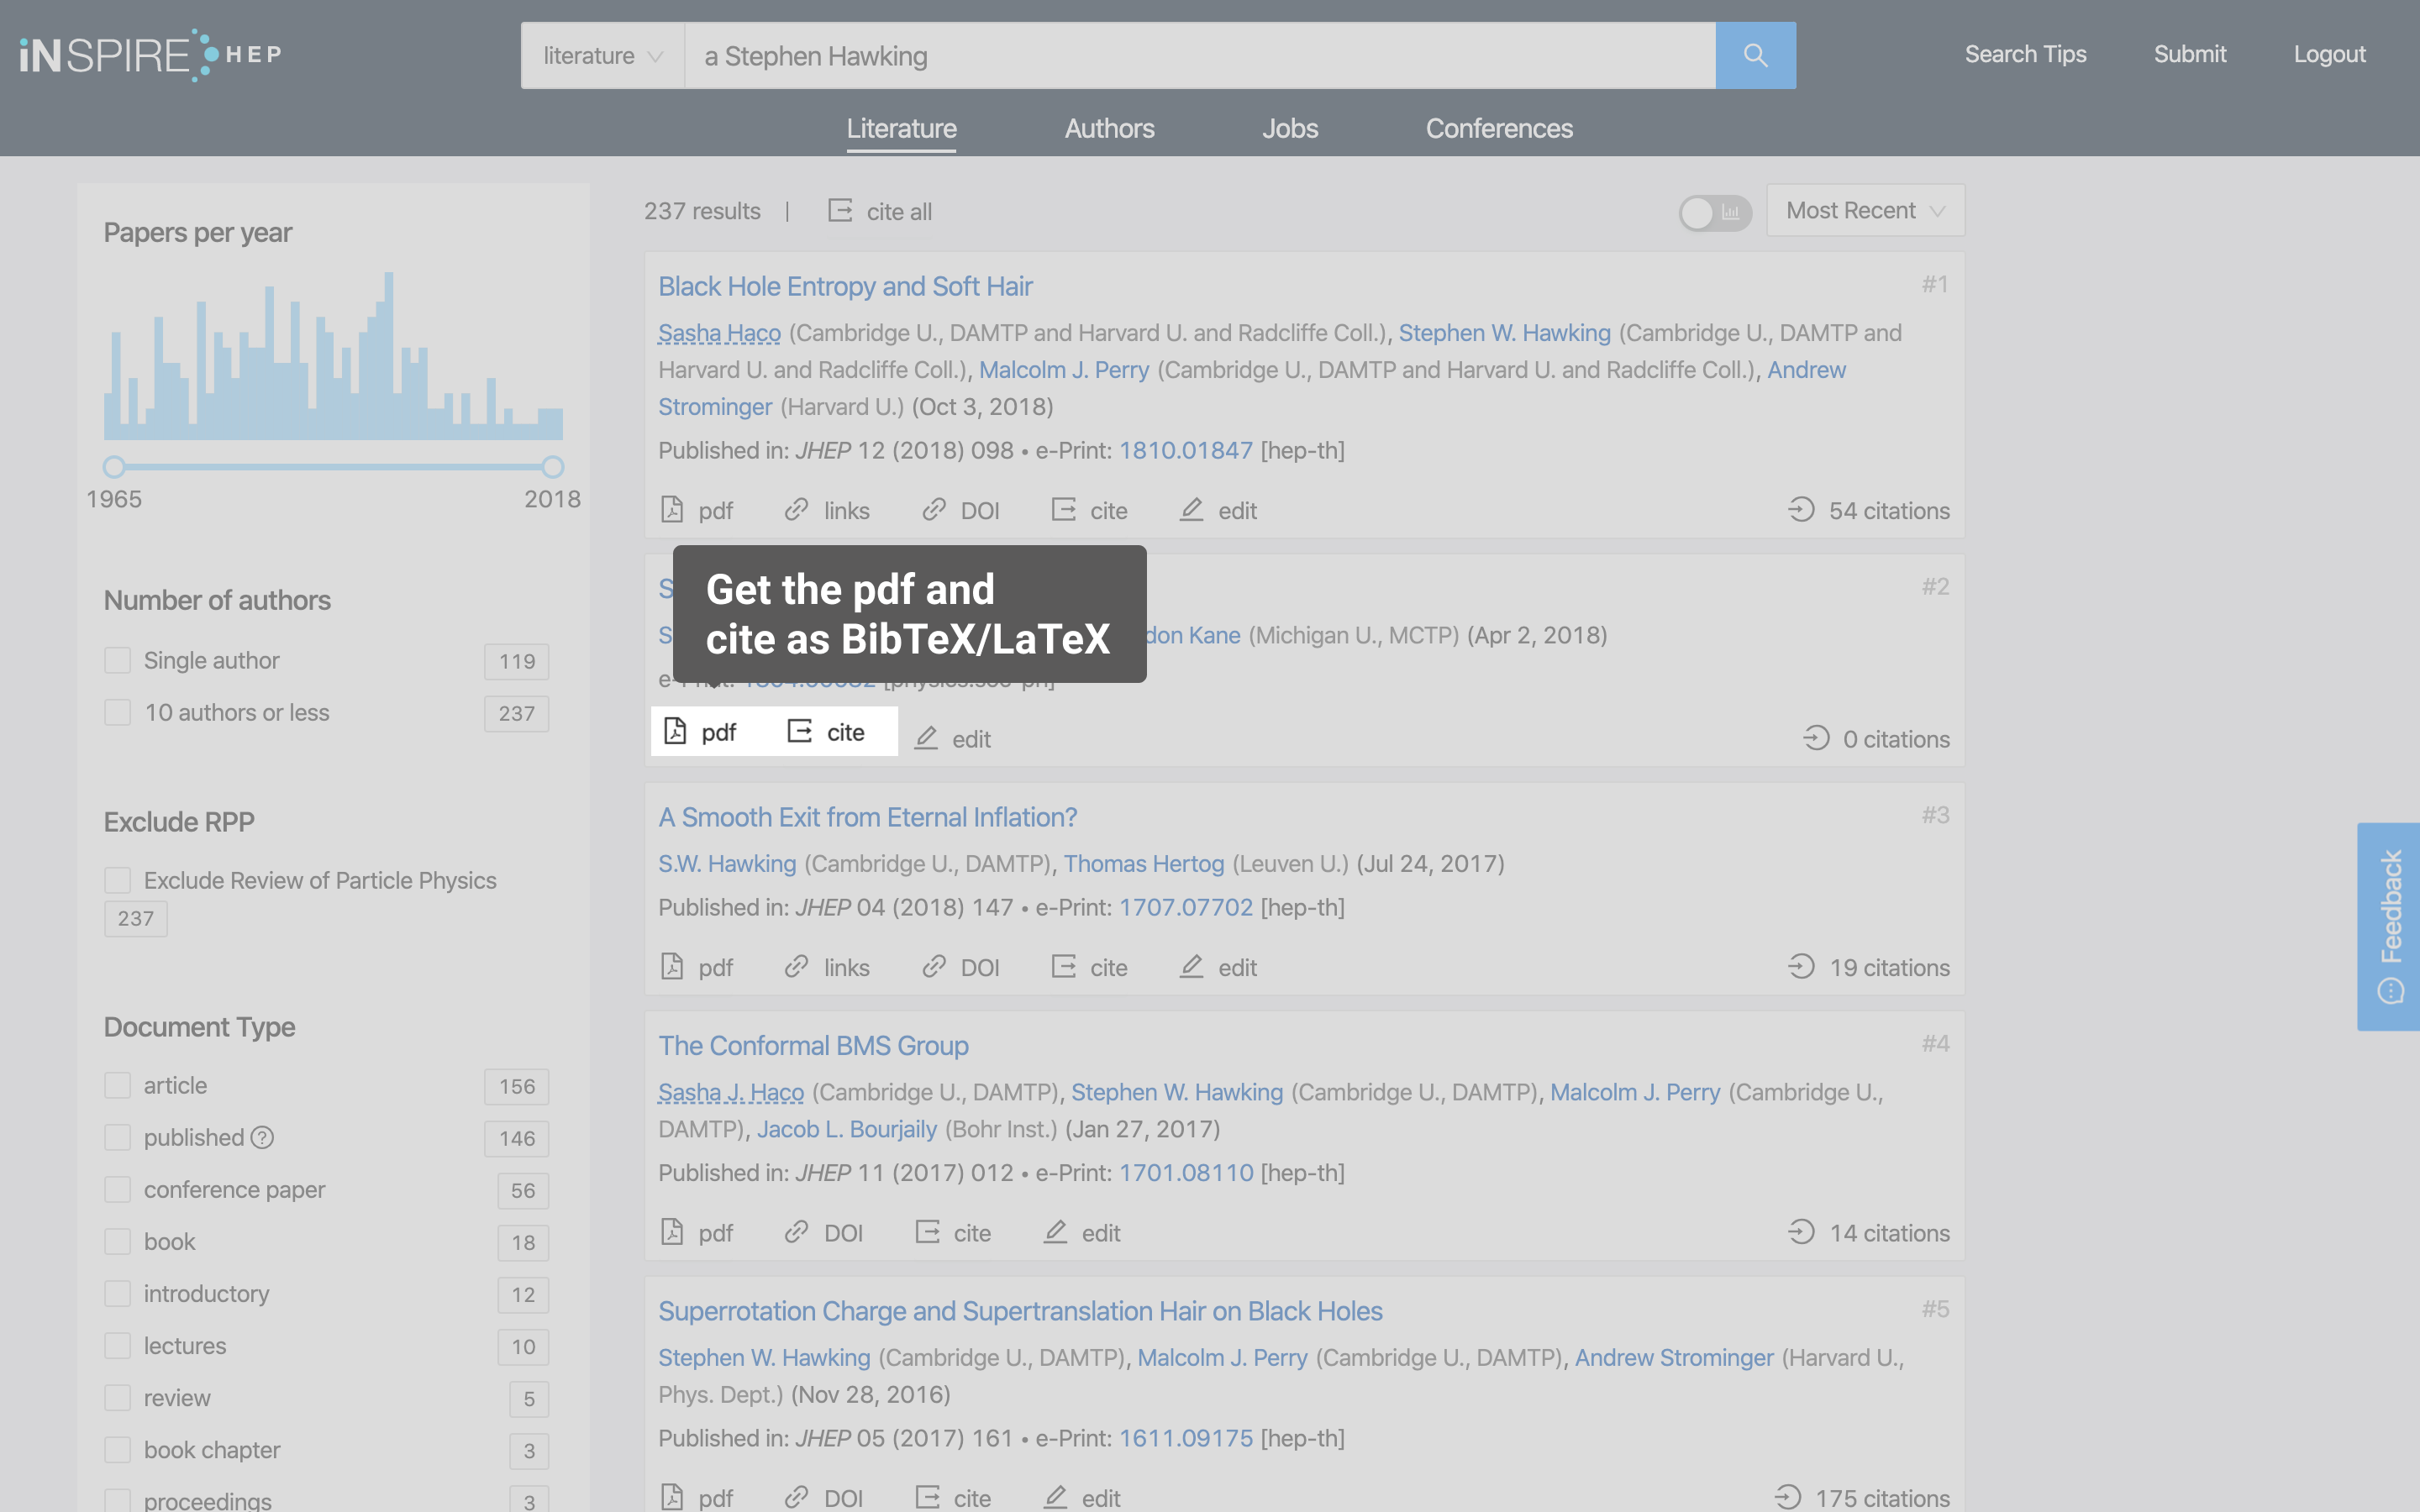 iNSPIRE HEP
literature
a Stephen Hawking
Search Tips
Submit
Logout
Literature
Authors
Jobs
Conferences
Papers per year
1965
2018
Number of authors
Single author
119
10 authors or less
237
Exclude RPP
Exclude Review of Particle Physics
237
Document Type
article
156
published
146
conference paper
56
book
18
introductory
12
lectures
10
review
5
book chapter
3
proceedings
3
237 results | cite all
Most Recent
Black Hole Entropy and Soft Hair
#1
Sasha Haco (Cambridge U., DAMTP and Harvard U. and Radcliffe Coll.), Stephen W. Hawking (Cambridge U., DAMTP and
Harvard U. and Radcliffe Coll.), Malcolm J. Perry (Cambridge U., DAMTP and Harvard U. and Radcliffe Coll.), Andrew
Strominger (Harvard U.) (Oct 3, 2018)
Published in: JHEP 12 (2018) 098 • e-Print: 1810.01847 [hep-th]
pdf links DOI cite edit
54 citations
Get the pdf and
cite as BibTeX/LaTeX
#2
Kane (Michigan U., MCTP) (Apr 2, 2018)
pdf cite edit
0 citations
A Smooth Exit from Eternal Inflation?
#3
S.W. Hawking (Cambridge U., DAMTP), Thomas Hertog (Leuven U.) (Jul 24, 2017)
Published in: JHEP 04 (2018) 147 • e-Print: 1707.07702 [hep-th]
pdf links DOI cite edit
19 citations
The Conformal BMS Group
#4
Sasha J. Haco (Cambridge U., DAMTP), Stephen W. Hawking (Cambridge U., DAMTP), Malcolm J. Perry (Cambridge U.,
DAMTP), Jacob L. Bourjaily (Bohr Inst.) (Jan 27, 2017)
Published in: JHEP 11 (2017) 012 • e-Print: 1701.08110 [hep-th]
pdf DOI cite edit
14 citations
Superrotation Charge and Supertranslation Hair on Black Holes
#5
Stephen W. Hawking (Cambridge U., DAMTP), Malcolm J. Perry (Cambridge U., DAMTP), Andrew Strominger (Harvard U.,
Phys. Dept.) (Nov 28, 2016)
Published in: JHEP 05 (2017) 161 • e-Print: 1611.09175 [hep-th]
pdf DOI cite edit
175 citations
Feedback